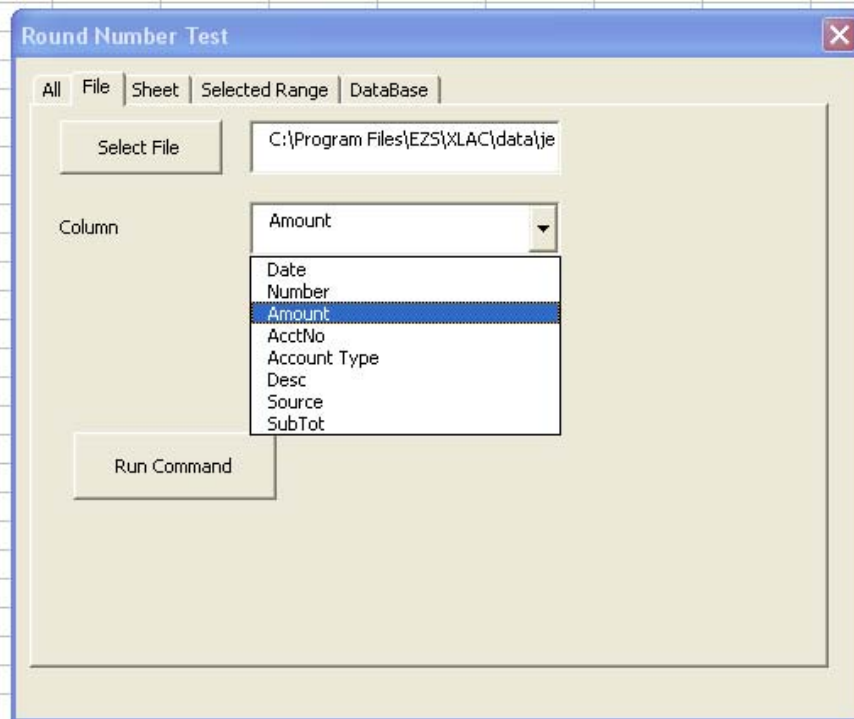 Round Number Test
All File Sheet Selected Range DataBase
Select File C:\Program Files\EZS\XLAC\data\je
Column Amount
Date
Number
Amount
AcctNo
Account Type
Desc
Source
SubTot
Run Command